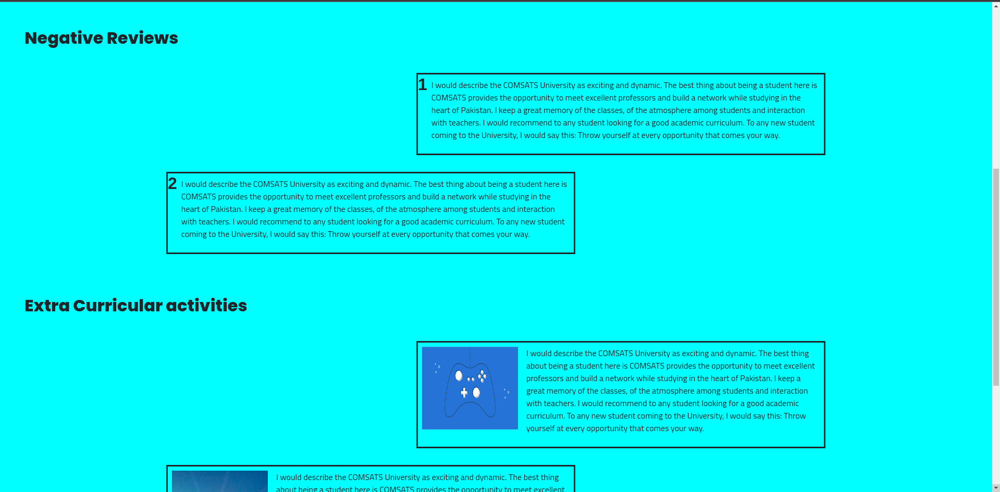 Negative Reviews
1
I would describe the COMSATS University as exciting and dynamic. The best thing about being a student here is
COMSATS provides the opportunity to meet excellent professors and build a network while studying in the
heart of Pakistan. I keep a great memory of the classes, of the atmosphere among students and interaction
with teachers. I would recommend to any student looking for a good academic curriculum. To any new student
coming to the University, I would say this: Throw yourself at every opportunity that comes your way.
2
I would describe the COMSATS University as exciting and dynamic. The best thing about being a student here is
COMSATS provides the opportunity to meet excellent professors and build a network while studying in the
heart of Pakistan. I keep a great memory of the classes, of the atmosphere among students and interaction
with teachers. I would recommend to any student looking for a good academic curriculum. To any new student
coming to the University, I would say this: Throw yourself at every opportunity that comes your way.
Extra Curricular activities
I would describe the COMSATS University as exciting and dynamic. The best thing
about being a student here is COMSATS provides the opportunity to meet excellent
professors and build a network while studying in the heart of Pakistan. I keep a
great memory of the classes, of the atmosphere among students and interaction
with teachers. I would recommend to any student looking for a good academic
curriculum. To any new student coming to the University, I would say this: Throw
yourself at every opportunity that comes your way.
I would describe the COMSATS University as exciting and dynamic. The best thing
about being a student here is COMSATS provides the opportunity to meet excellent